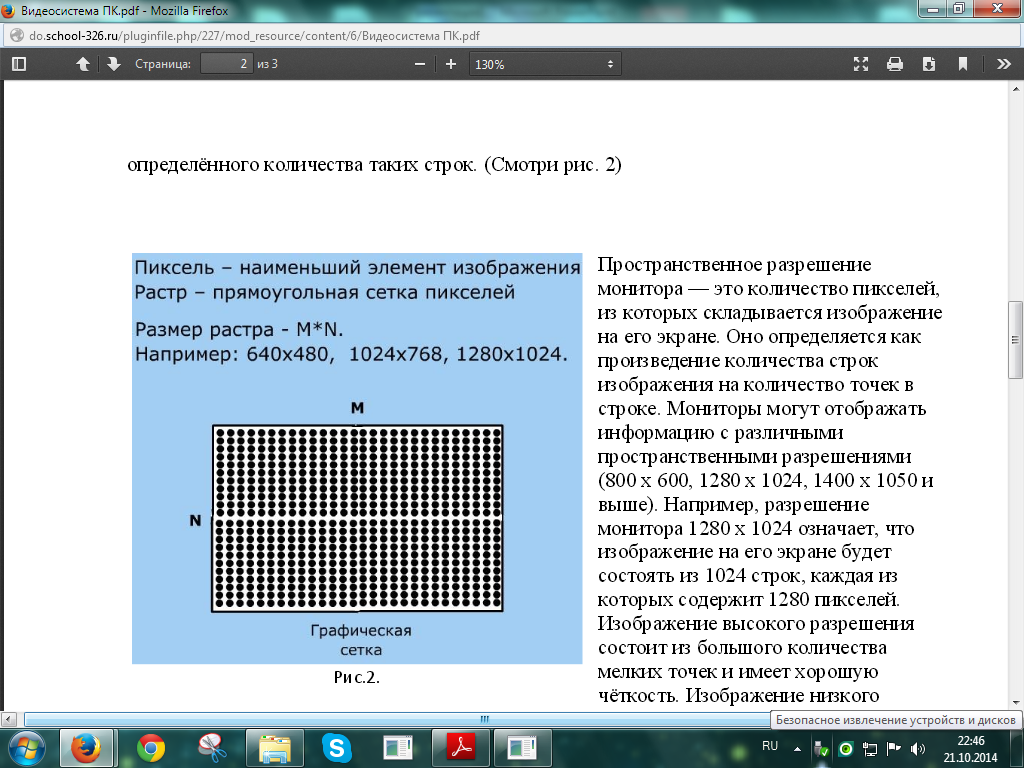 Видеосистема ПК.pdf - Mozilla Firefox
do.school-326.ru/pluginfile.php/227/mod_resource/content/6/Видеосистема ПК.pdf
Страница: 2 из 3 130%
определённого количества таких строк. (Смотри рис. 2)
Пиксель – наименьший элемент изображения
Растр – прямоугольная сетка пикселей
Размер растра - M*N.
Например: 640x480, 1024x768, 1280x1024.
M
N
Графическая
сетка
Рис.2.
Пространственное разрешение
монитора — это количество пикселей,
из которых складывается изображение
на его экране. Оно определяется как
произведение количества строк
изображения на количество точек в
строке. Мониторы могут отображать
информацию с различными
пространственными разрешениями
(800 x 600, 1280 x 1024, 1400 x 1050 и
выше). Например, разрешение
монитора 1280 x 1024 означает, что
изображение на его экране будет
состоять из 1024 строк, каждая из
которых содержит 1280 пикселей.
Изображение высокого разрешения
состоит из большого количества
мелких точек и имеет хорошую
чёткость. Изображение низкого
Безопасное извлечение устройств и дисков
RU
22:46
21.10.2014